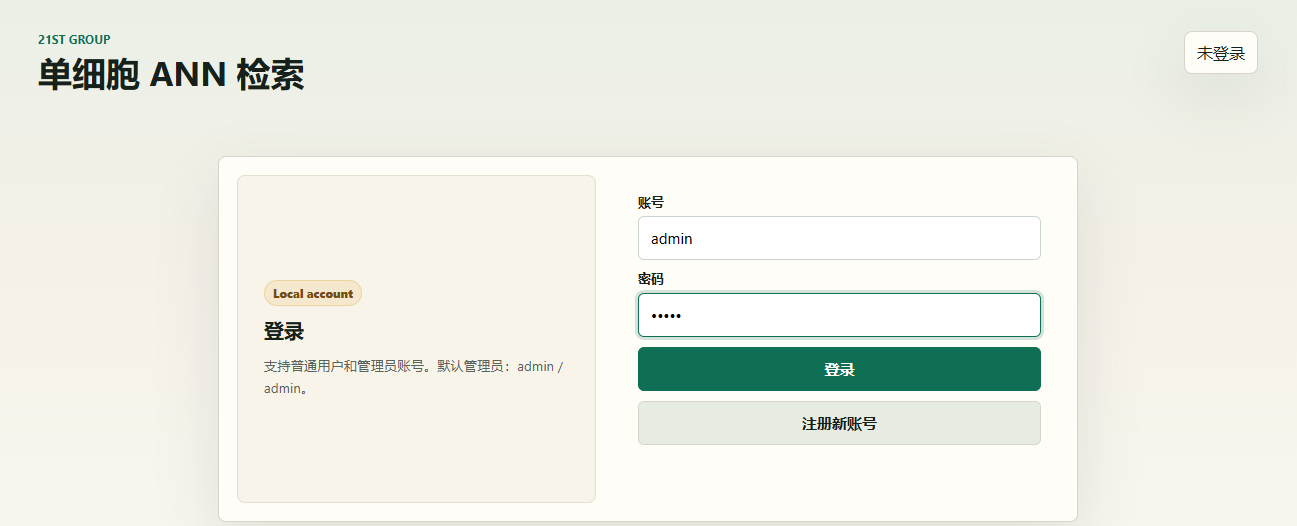 21ST GROUP
单细胞 ANN 检索
未登录
Local account
登录
支持普通用户和管理员账号。默认管理员：admin /
admin。
账号
admin
密码
•••••
登录
注册新账号